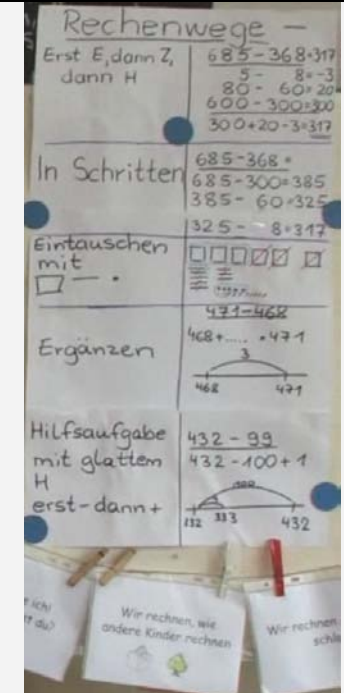 Rechenwege -
Erst E, dann Z,
dann H
685-368=317
5 - 8=-3
80 - 60=20
600 - 300=300
300+20-3=317
In Schritten
685-368=
685-300=385
385- 60=325
325- 8=317
Eintauschen
mit
Ergänzen
471-468
468+..... =471
3
468 471
Hilfsaufgabe
mit glattem
H
erst-dann+
432 - 99
432 -100+1
100
332 333 432
Wir rechnen, wie
andere Kinder rechnen
Wir rechnen